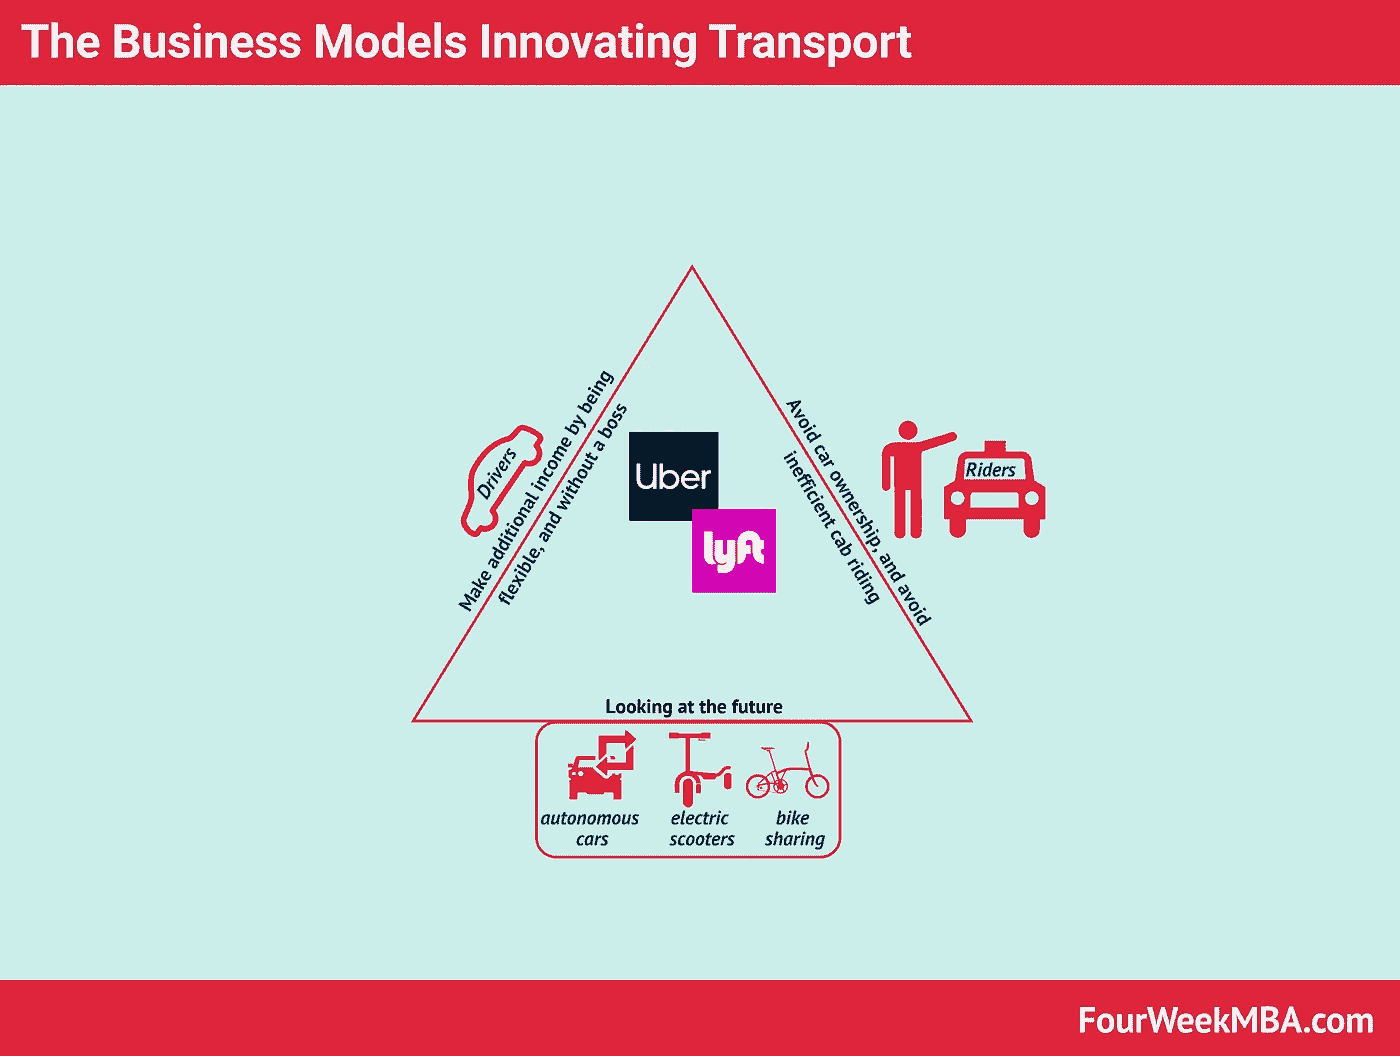 The Business Models Innovating Transport
Drivers
Make additional income by being
flexible, and without a boss
Uber
lyft
Avoid car ownership, and avoid
inefficient cab riding
Riders
Looking at the future
autonomous
cars
electric
scooters
bike
sharing
FourWeekMBA.com